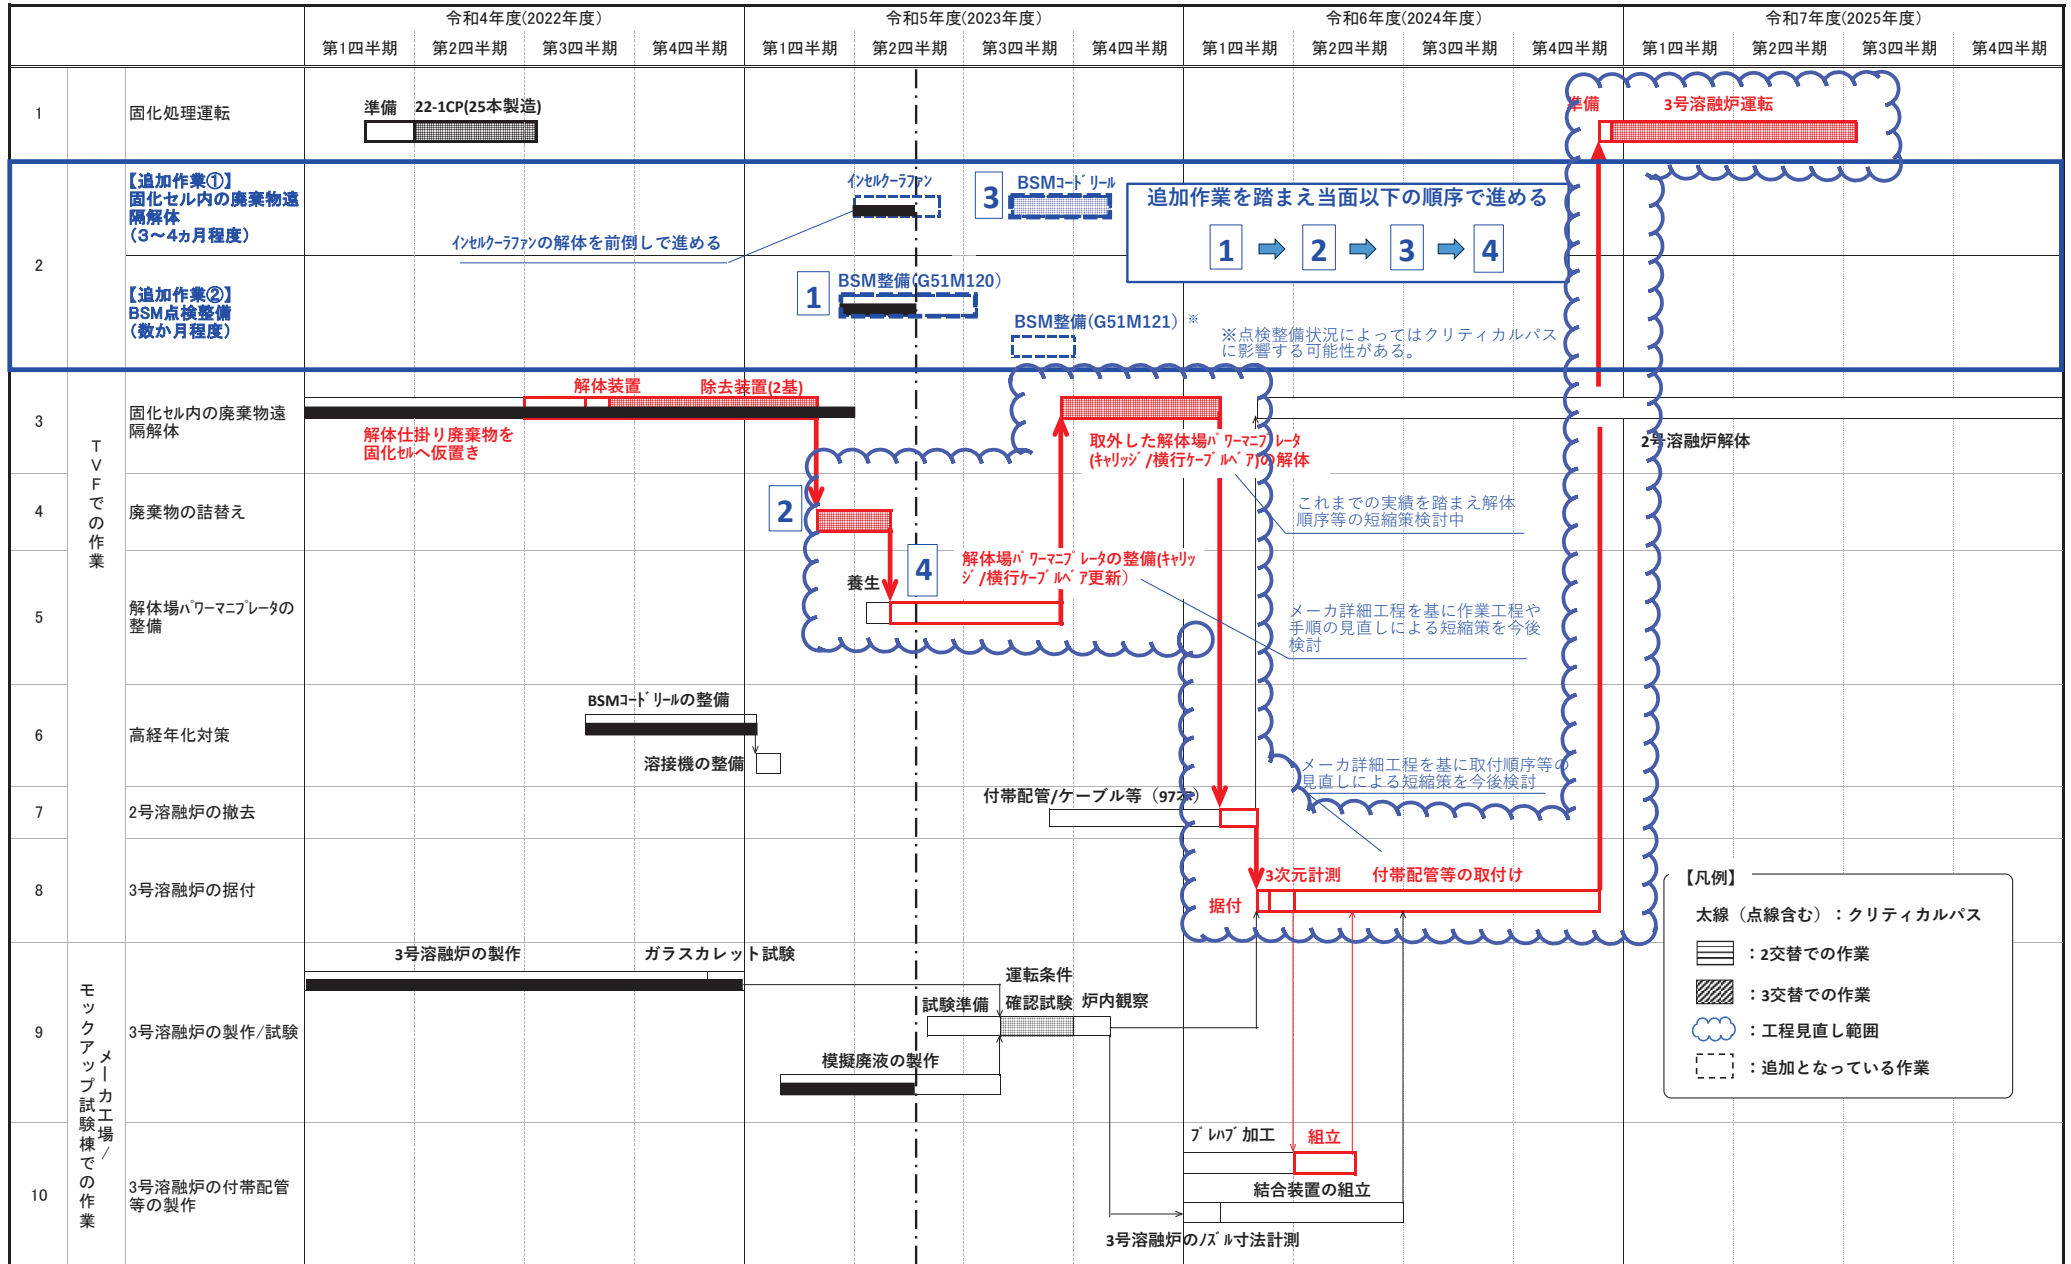 令和4年度(2022年度)
令和5年度(2023年度)
令和6年度(2024年度)
令和7年度(2025年度)
第1四半期
第2四半期
第3四半期
第4四半期
第1四半期
第2四半期
第3四半期
第4四半期
第1四半期
第2四半期
第3四半期
第4四半期
第1四半期
第2四半期
第3四半期
第4四半期
1
固化処理運転
準備
22-1CP(25本製造)
準備
3号溶融炉運転
2
【追加作業①】
固化セル内の廃棄物遠
隔解体
（3～4ヵ月程度）
インセルクーラファンの解体を前倒しで進める
インセルクーラファン
3
BSMコードリール
追加作業を踏まえ当面以下の順序で進める
1
2
3
4
【追加作業②】
BSM点検整備
（数か月程度）
1
BSM整備(G51M120)
BSM整備(G51M121) ※
※点検整備状況によってはクリティカルパス
に影響する可能性がある。
TVFでの作業
3
固化セル内の廃棄物遠
隔解体
解体装置
除去装置(2基)
解体仕掛り廃棄物を
固化セルへ仮置き
取外した解体場パワーマニプレータ
(キャリッジ/横行ケーブルベア)の解体
2号溶融炉解体
4
廃棄物の詰替え
2
これまでの実績を踏まえ解体
順序等の短縮策検討中
5
解体場パワーマニプレータの
整備
養生
4
解体場パワーマニプレータの整備(キャリッ
ジ/横行ケーブルベア更新)
メーカ詳細工程を基に作業工程や
手順の見直しによる短縮策を今後
検討
6
高経年化対策
BSMコードリールの整備
溶接機の整備
メーカ詳細工程を基に取付順序等の
見直しによる短縮策を今後検討
7
2号溶融炉の撤去
付帯配管/ケーブル等（97本）
8
3号溶融炉の据付
据付
3次元計測
付帯配管等の取付け
メーカ工場/
モックアップ試験棟での作業
9
3号溶融炉の製作/試験
3号溶融炉の製作
ガラスカレット試験
試験準備
運転条件
確認試験
炉内観察
模擬廃液の製作
10
3号溶融炉の付帯配管
等の製作
プレハブ加工
組立
結合装置の組立
3号溶融炉のノズル寸法計測
【凡例】
太線（点線含む）：クリティカルパス
：2交替での作業
：3交替での作業
：工程見直し範囲
：追加となっている作業